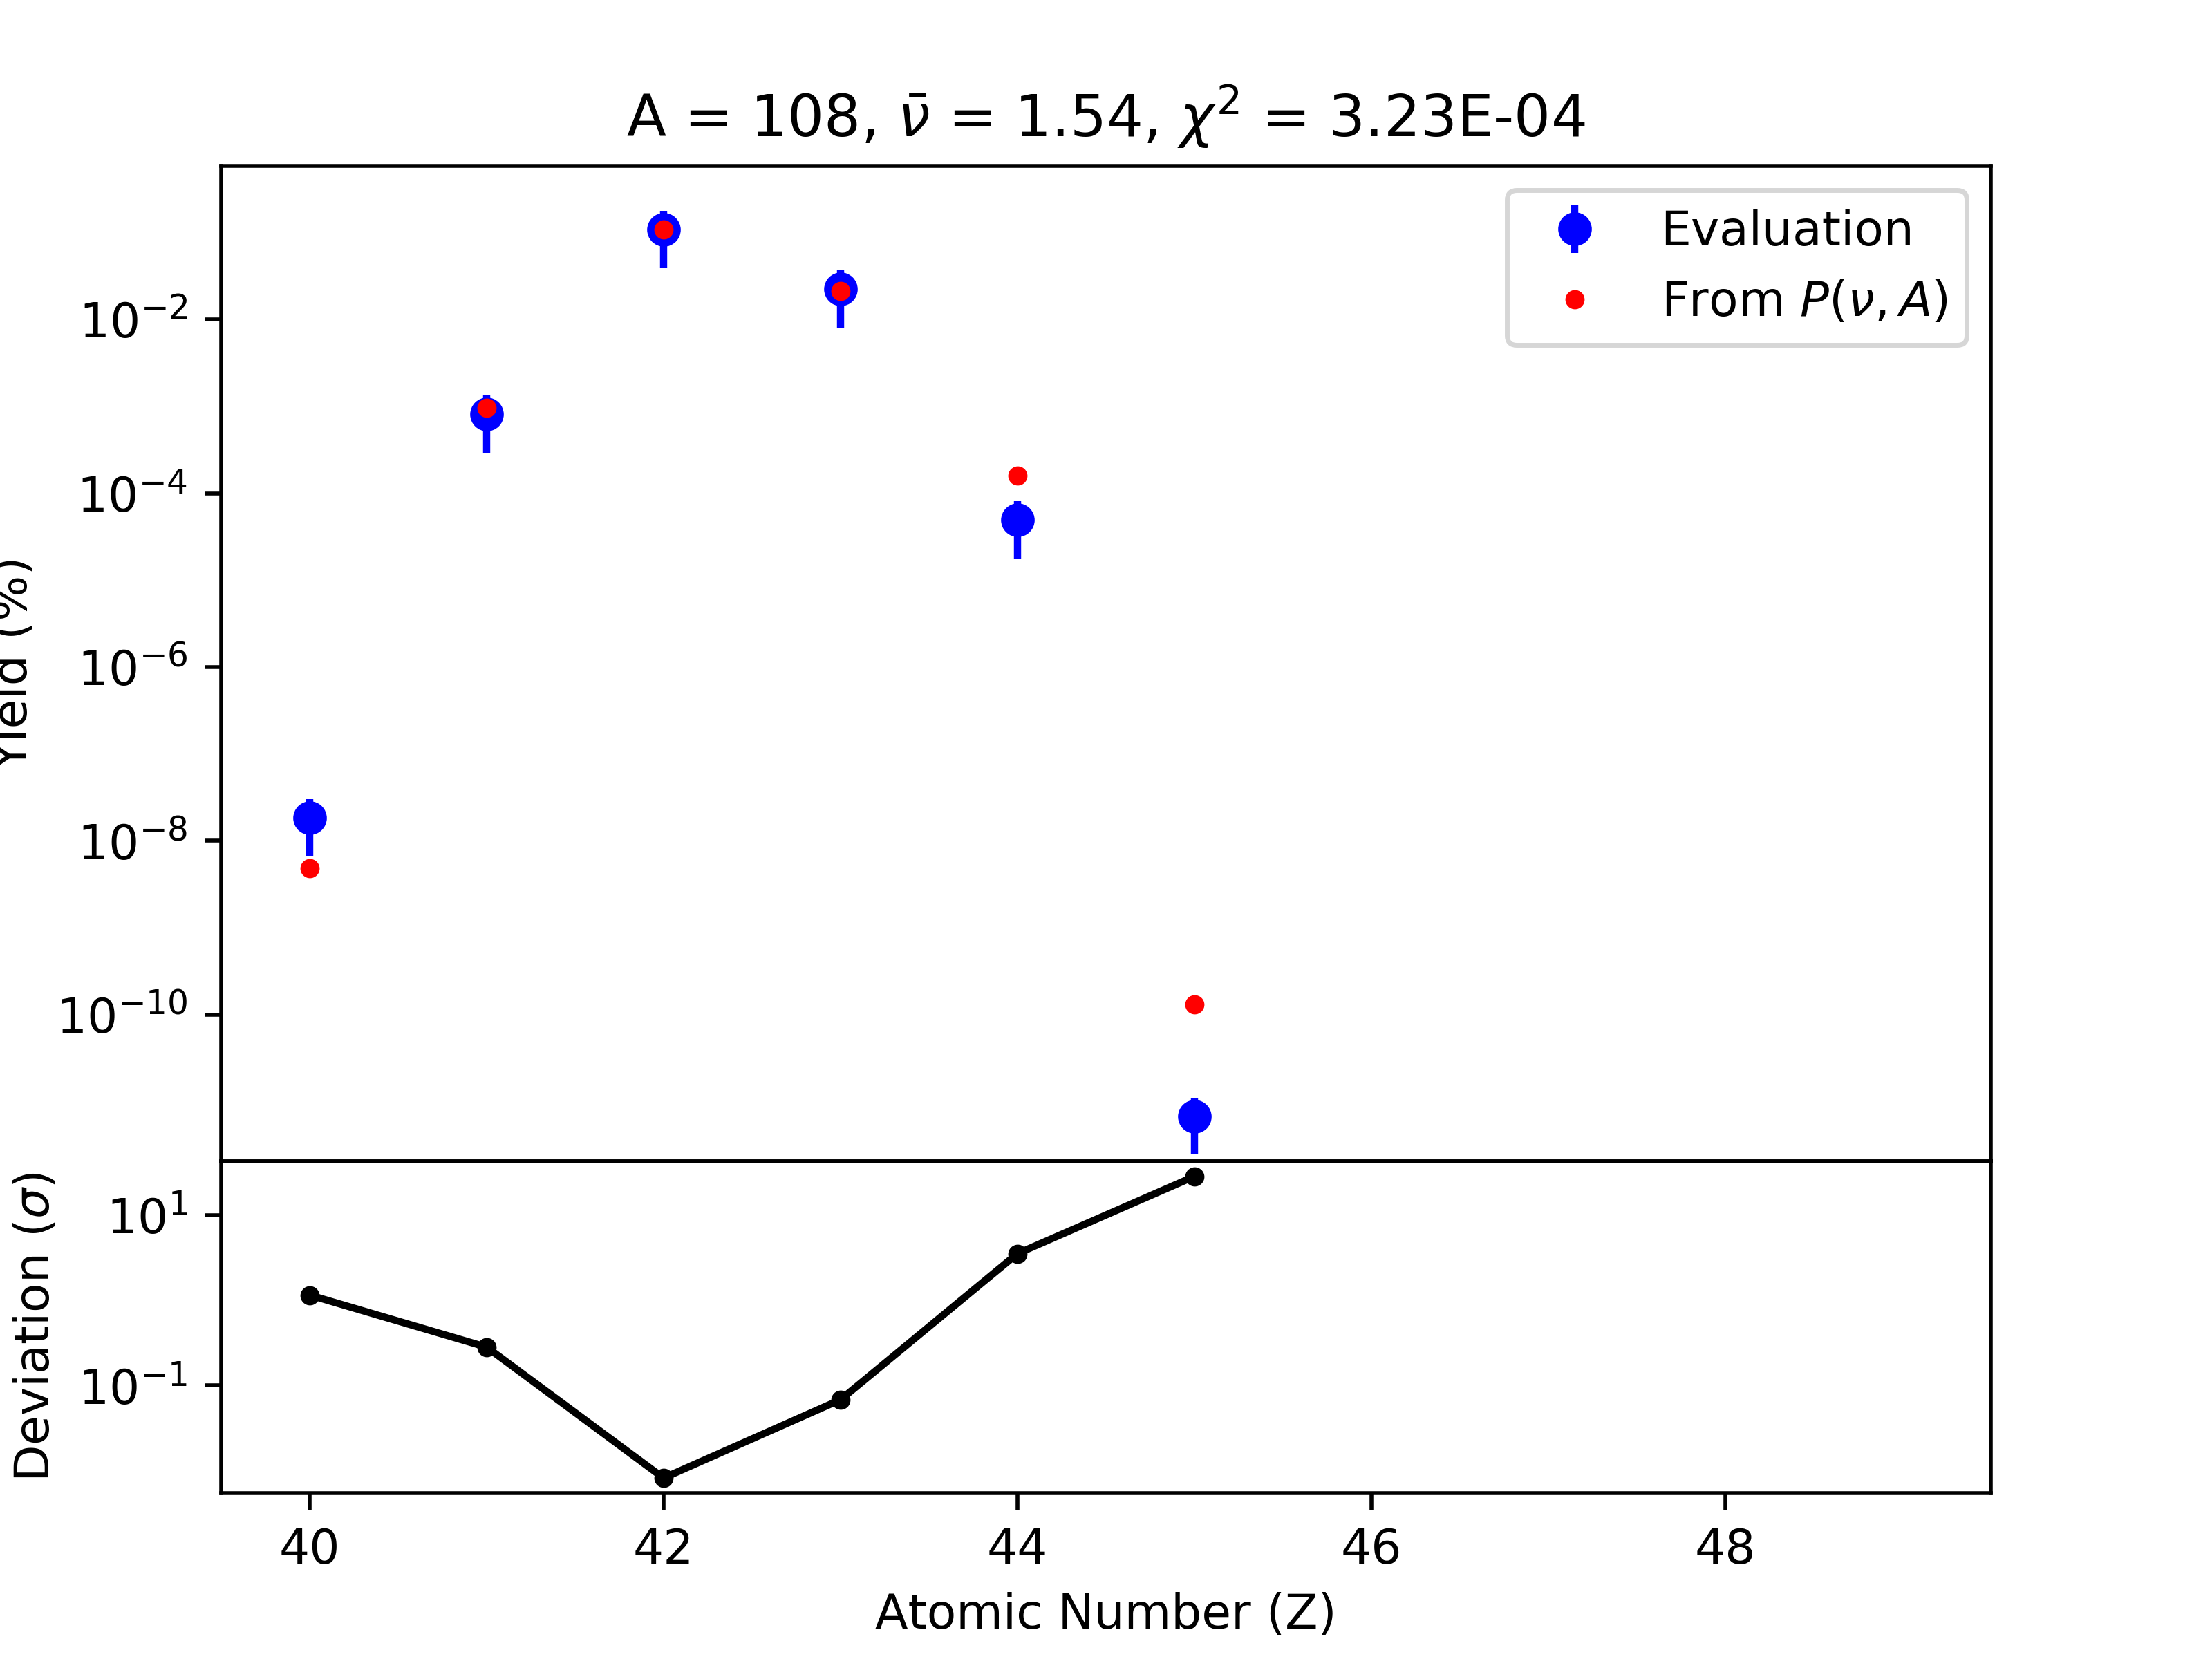 A = 108, ν̄ = 1.54, χ² = 3.23E-04
Evaluation
From P(ν, A)
Yield (%)
10⁻²
10⁻⁴
10⁻⁶
10⁻⁸
10⁻¹⁰
Deviation (σ)
10¹
10⁻¹
40 42 44 46 48
Atomic Number (Z)